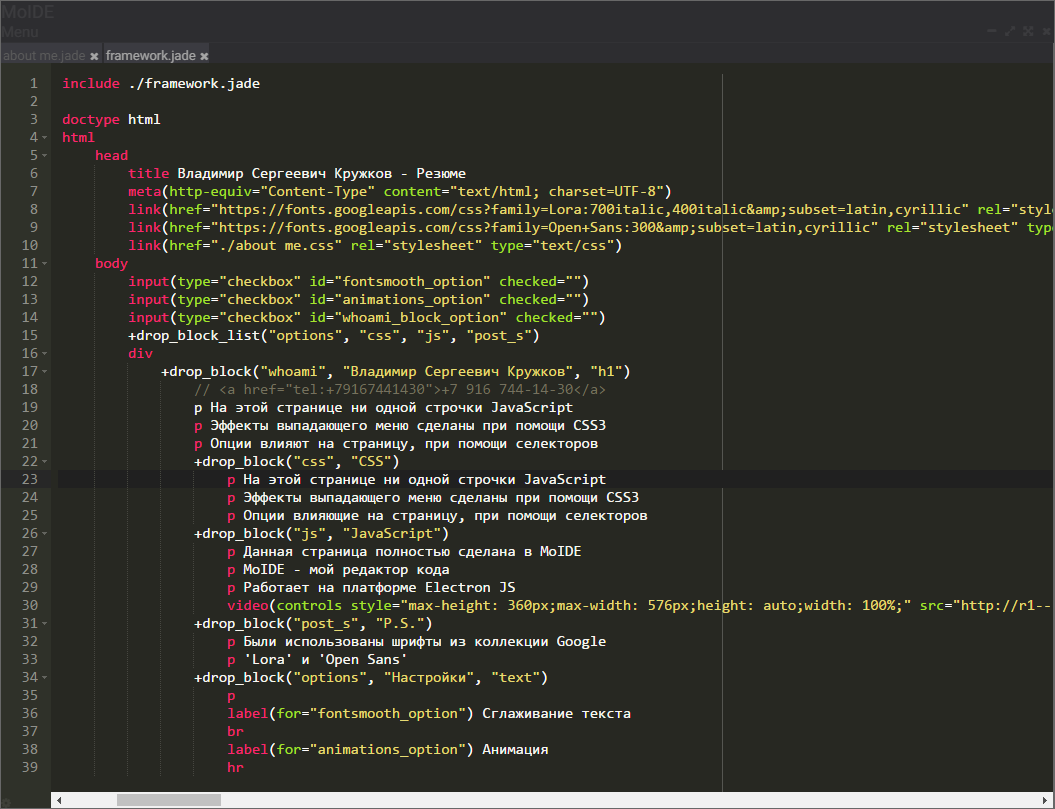 MoIDE
Menu
about me.jade × framework.jade ×
1 include ./framework.jade
2
3 doctype html
4 html
5 head
6 title Владимир Сергеевич Кружков - Резюме
7 meta(http-equiv="Content-Type" content="text/html; charset=UTF-8")
8 link(href="https://fonts.googleapis.com/css?family=Lora:700italic,400italic&amp;subset=latin,cyrillic" rel="styl
9 link(href="https://fonts.googleapis.com/css?family=Open+Sans:300&amp;subset=latin,cyrillic" rel="stylesheet" typ
10 link(href="./about me.css" rel="stylesheet" type="text/css")
11 body
12 input(type="checkbox" id="fontsmooth_option" checked="")
13 input(type="checkbox" id="animations_option" checked="")
14 input(type="checkbox" id="whoami_block_option" checked="")
15 +drop_block_list("options", "css", "js", "post_s")
16 div
17 +drop_block("whoami", "Владимир Сергеевич Кружков", "h1")
18 // <a href="tel:+79167441430">+7 916 744-14-30</a>
19 p На этой странице ни одной строчки JavaScript
20 p Эффекты выпадающего меню сделаны при помощи CSS3
21 p Опции влияют на страницу, при помощи селекторов
22 +drop_block("css", "CSS")
23 p На этой странице ни одной строчки JavaScript
24 p Эффекты выпадающего меню сделаны при помощи CSS3
25 p Опции влияющие на страницу, при помощи селекторов
26 +drop_block("js", "JavaScript")
27 p Данная страница полностью сделана в MoIDE
28 p MoIDE - мой редактор кода
29 p Работает на платформе Electron JS
30 video(controls style="max-height: 360px;max-width: 576px;height: auto;width: 100%;" src="http://r1--
31 +drop_block("post_s", "P.S.")
32 p Были использованы шрифты из коллекции Google
33 p 'Lora' и 'Open Sans'
34 +drop_block("options", "Настройки", "text")
35 p
36 label(for="fontsmooth_option") Сглаживание текста
37 br
38 label(for="animations_option") Анимация
39 hr